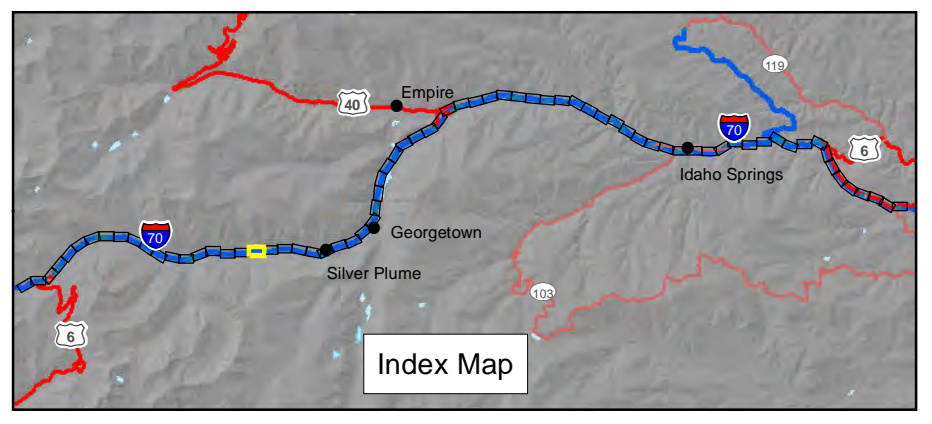 119
Empire
40
70
6
Idaho Springs
70
Georgetown
Silver Plume
103
6
Index Map